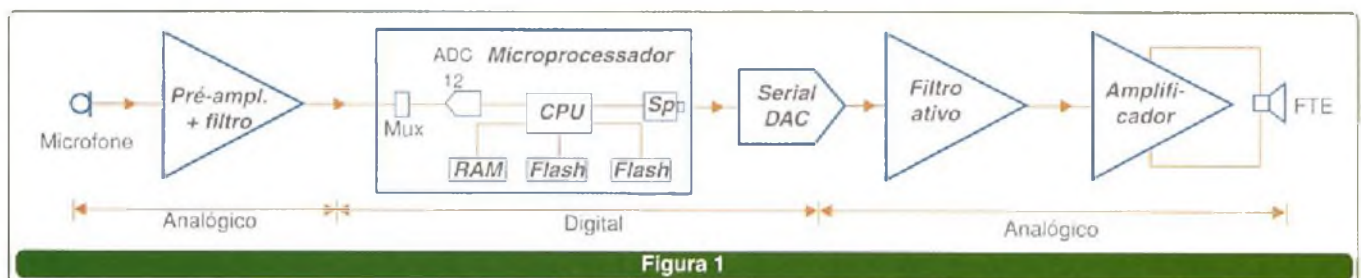 ADC Microprocessador
12
Pré-ampl.
+ filtro
Microfone
Mux
CPU
Sp
RAM
Flash
Flash
Serial
DAC
Filtro
ativo
Amplifi-
cador
FTE
Analógico
Digital
Analógico
Figura 1